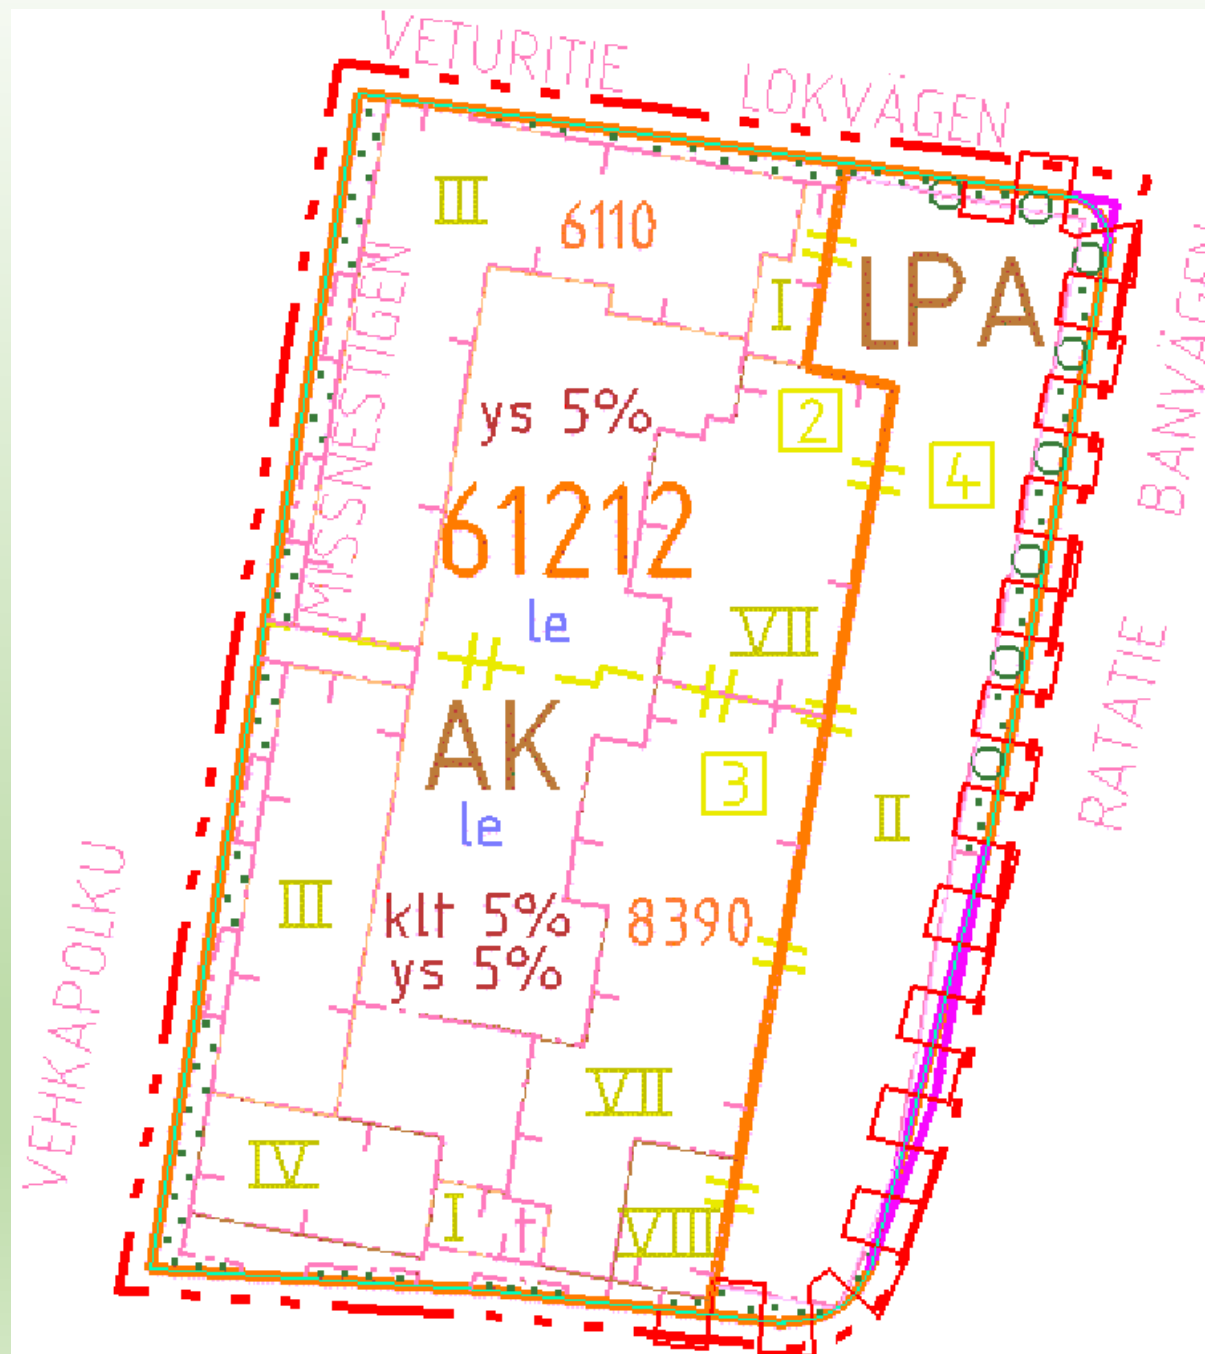 VETURITIE
LOKVÄGEN
III
6110
MISSNESTIGEN
I
LPA
BANVÄGEN
ys 5%
2
4
61212
le
VII
RATATIE
AK
3
le
II
VEHKAPOLKU
III
klt 5%
8390
ys 5%
VII
IV
I
t
VIII